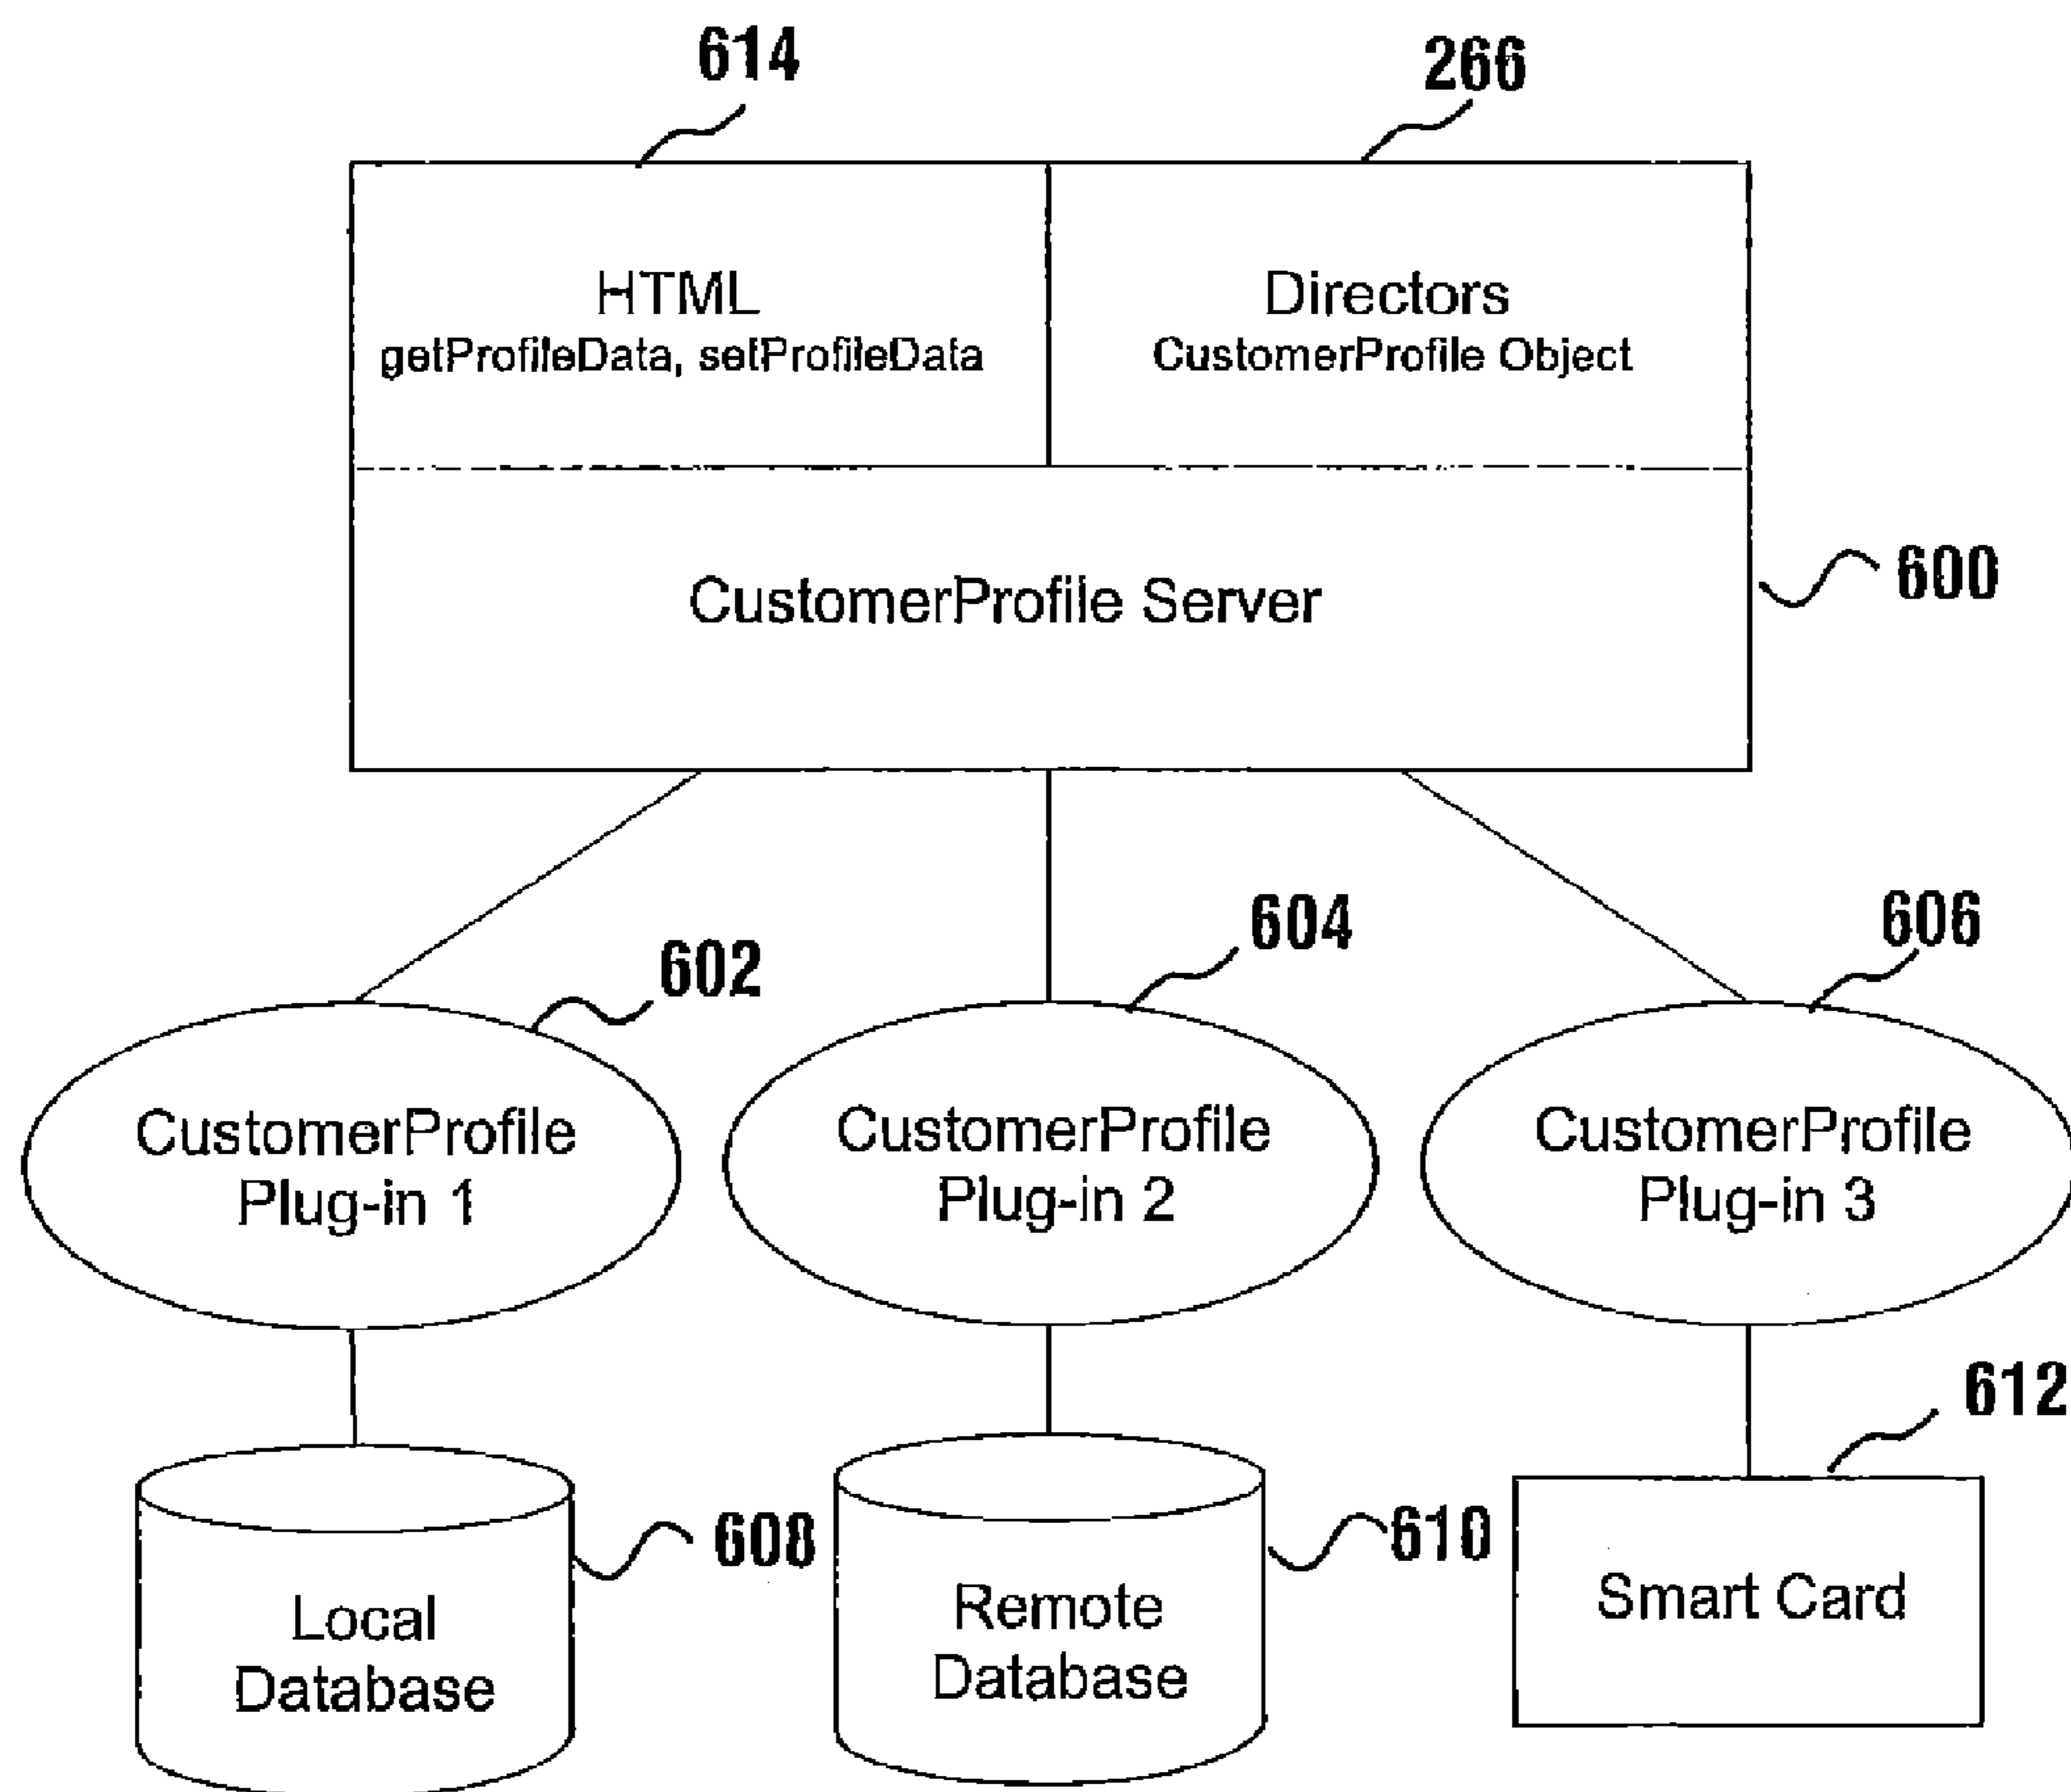 614
266
HTML
getProfileData, setProfileData
Directors
CustomerProfile Object
CustomerProfile Server
600
602
604
606
CustomerProfile
Plug-in 1
CustomerProfile
Plug-in 2
CustomerProfile
Plug-in 3
612
608
610
Local
Database
Remote
Database
Smart Card